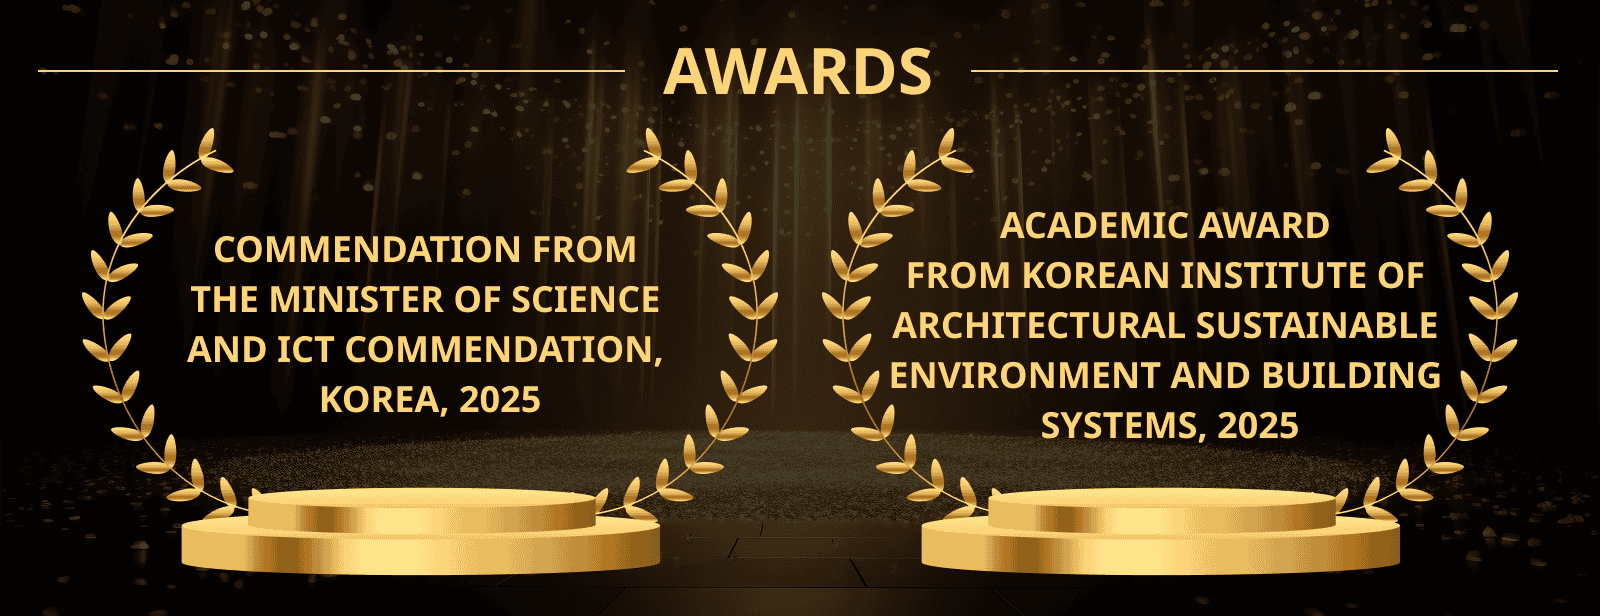 AWARDS
COMMENDATION FROM
THE MINISTER OF SCIENCE
AND ICT COMMENDATION,
KOREA, 2025
ACADEMIC AWARD
FROM KOREAN INSTITUTE OF
ARCHITECTURAL SUSTAINABLE
ENVIRONMENT AND BUILDING
SYSTEMS, 2025